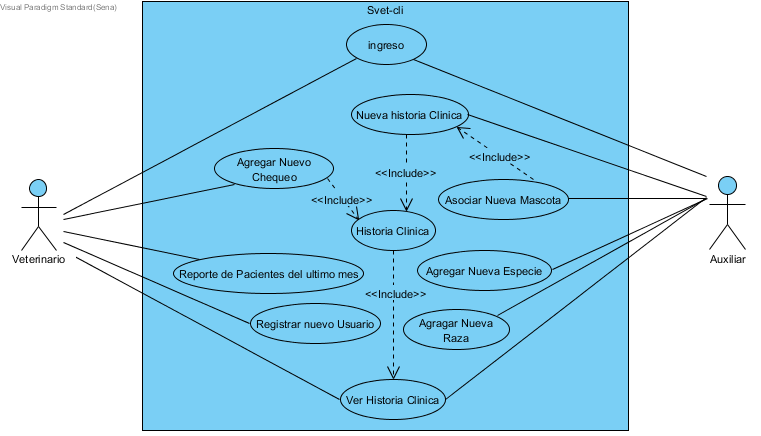 Visual Paradigm Standard(Sena)
Svet-cli
ingreso
Nueva historia Clinica
<<Include>>
Agregar Nuevo
Chequeo
<<Include>>
<<Include>>
Asociar Nueva Mascota
Historia Clinica
Veterinario
Auxiliar
Reporte de Pacientes del ultimo mes
Agregar Nueva Especie
<<Include>>
Registrar nuevo Usuario
Agragar Nueva
Raza
Ver Historia Clinica